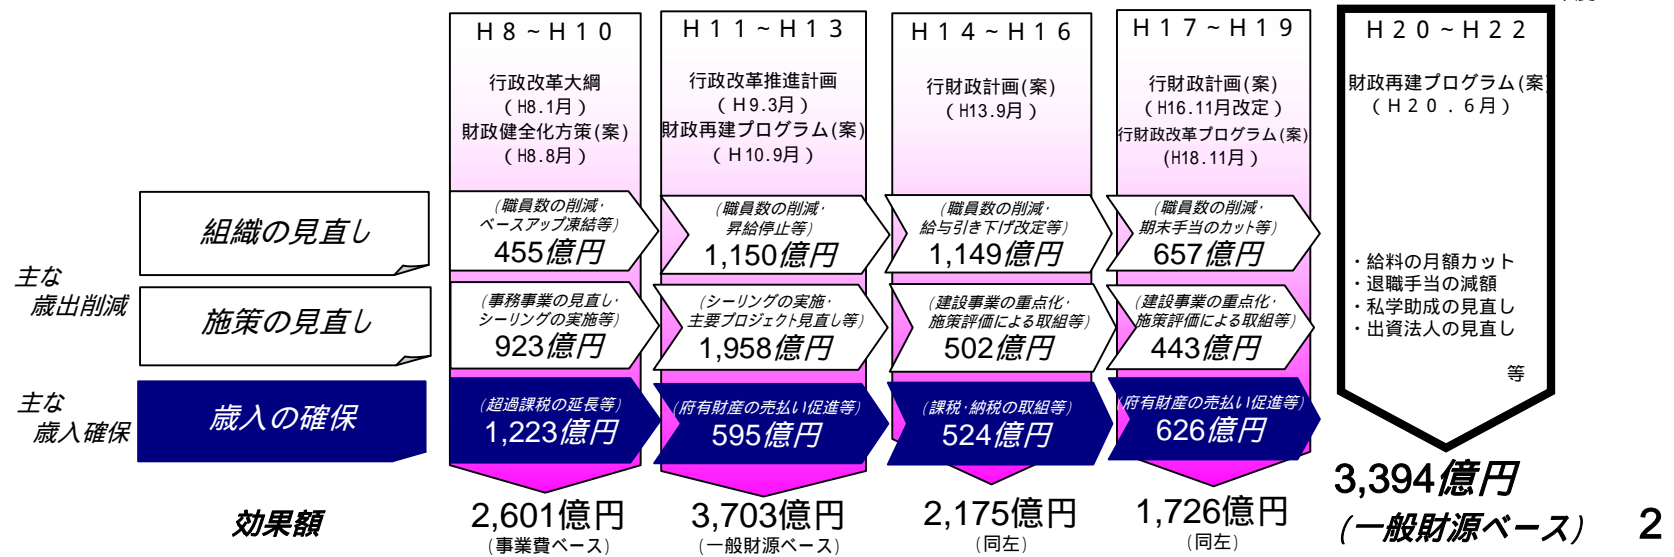 H8~H10
行政改革大綱
(H8.1月)
財政健全化方策(案)
(H8.8月)
H11~H13
行政改革推進計画
(H9.3月)
財政再建プログラム(案)
(H10.9月)
H14~H16
行財政計画(案)
(H13.9月)
H17~H19
行財政計画(案)
(H16.11月改定)
行財政改革プログラム(案)
(H18.11月)
H20~H22
財政再建プログラム(案)
(H20.6月)
主な
歳出削減
組織の見直し
(職員数の削減・
ベースアップ凍結等)
455億円
(職員数の削減・
昇給停止等)
1,150億円
(職員数の削減・
給与引き下げ改定等)
1,149億円
(職員数の削減・
期末手当のカット等)
657億円
施策の見直し
(事務事業の見直し・
シーリングの実施等)
923億円
(シーリングの実施・
主要プロジェクト見直し等)
1,958億円
(建設事業の重点化・
施策評価による取組等)
502億円
(建設事業の重点化・
施策評価による取組等)
443億円
・給料の月額カット
・退職手当の減額
・私学助成の見直し
・出資法人の見直し
等
主な
歳入確保
歳入の確保
(超過課税の延長等)
1,223億円
(府有財産の売払い促進等)
595億円
(課税・納税の取組等)
524億円
(府有財産の売払い促進等)
626億円
効果額
2,601億円
(事業費ベース)
3,703億円
(一般財源ベース)
2,175億円
(同左)
1,726億円
(同左)
3,394億円
(一般財源ベース)
2